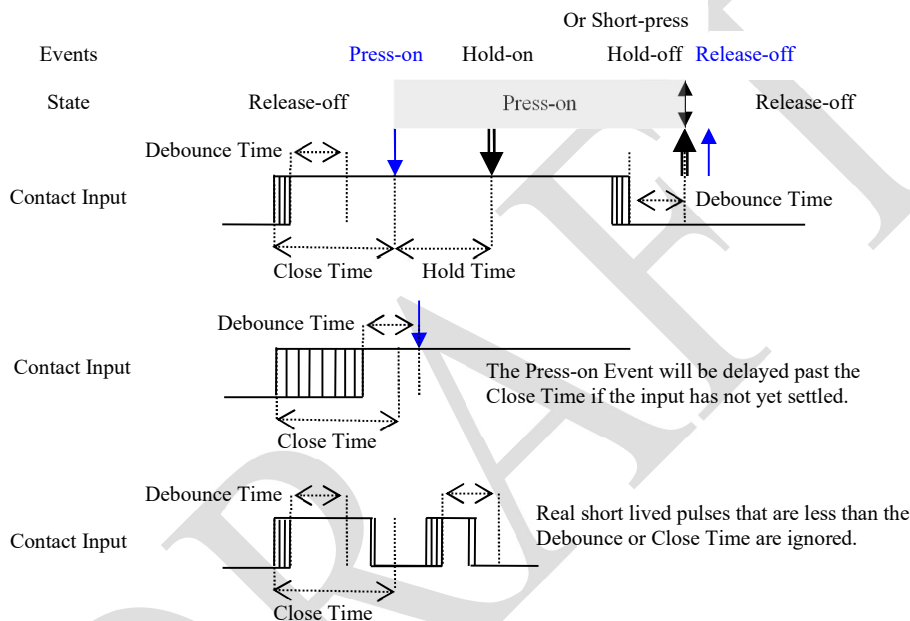 Or Short-press
Events Press-on Hold-on Hold-off Release-off
State Release-off Press-on Release-off
Debounce Time
Contact Input Debounce Time
Close Time Hold Time
Debounce Time
Contact Input
The Press-on Event will be delayed past the
Close Time if the input has not yet settled.
Close Time
Debounce Time
Contact Input
Real short lived pulses that are less than the
Debounce or Close Time are ignored.
Close Time
DRAFT